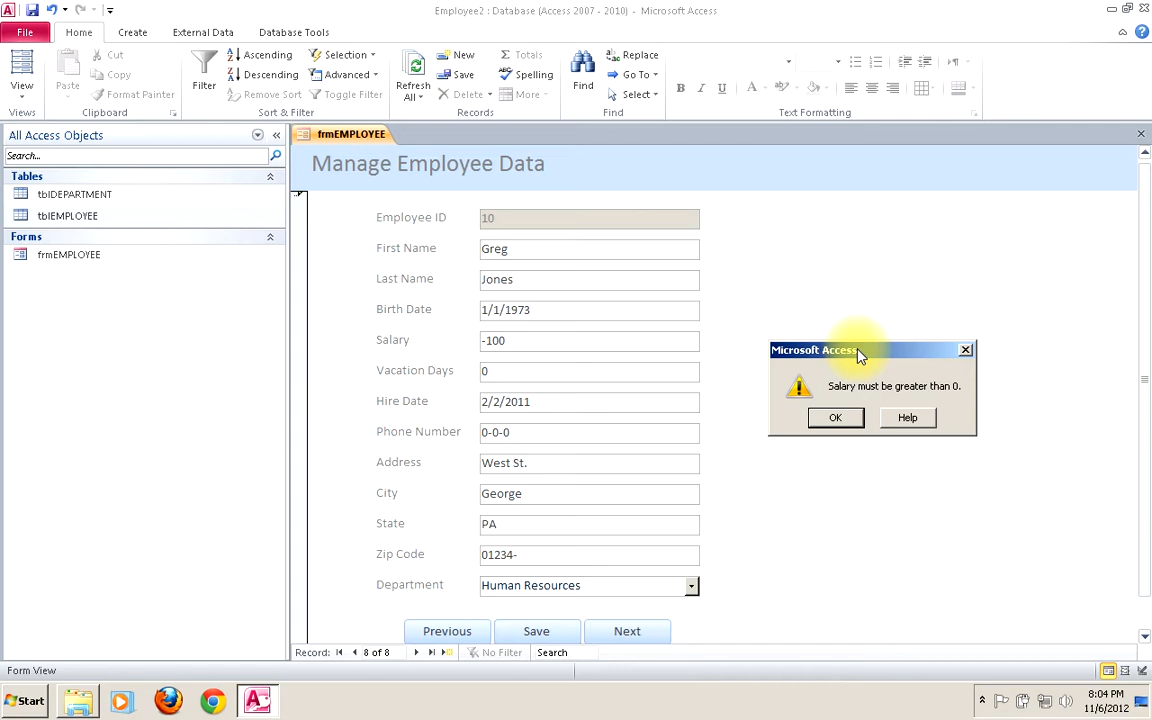 Employee2 : Database (Access 2007 - 2010) - Microsoft Access
File Home Create External Data Database Tools
View Paste Cut Copy Format Painter Filter Ascending Descending Remove Sort Selection Advanced Toggle Filter Refresh All New Save Delete Totals Spelling More Find Replace Go To Select B I U A ab
Views Clipboard Sort & Filter Records Find Text Formatting
All Access Objects
Search...
Tables
tblDEPARTMENT
tblEMPLOYEE
Forms
frmEMPLOYEE
frmEMPLOYEE
Manage Employee Data
Employee ID 10
First Name Greg
Last Name Jones
Birth Date 1/1/1973
Salary -100
Vacation Days 0
Hire Date 2/2/2011
Phone Number 0-0-0
Address West St.
City George
State PA
Zip Code 01234-
Department Human Resources
Previous Save Next
Microsoft Access
Salary must be greater than 0.
OK Help
Record: 8 of 8 No Filter Search
Form View
Start
8:04 PM
11/6/2012